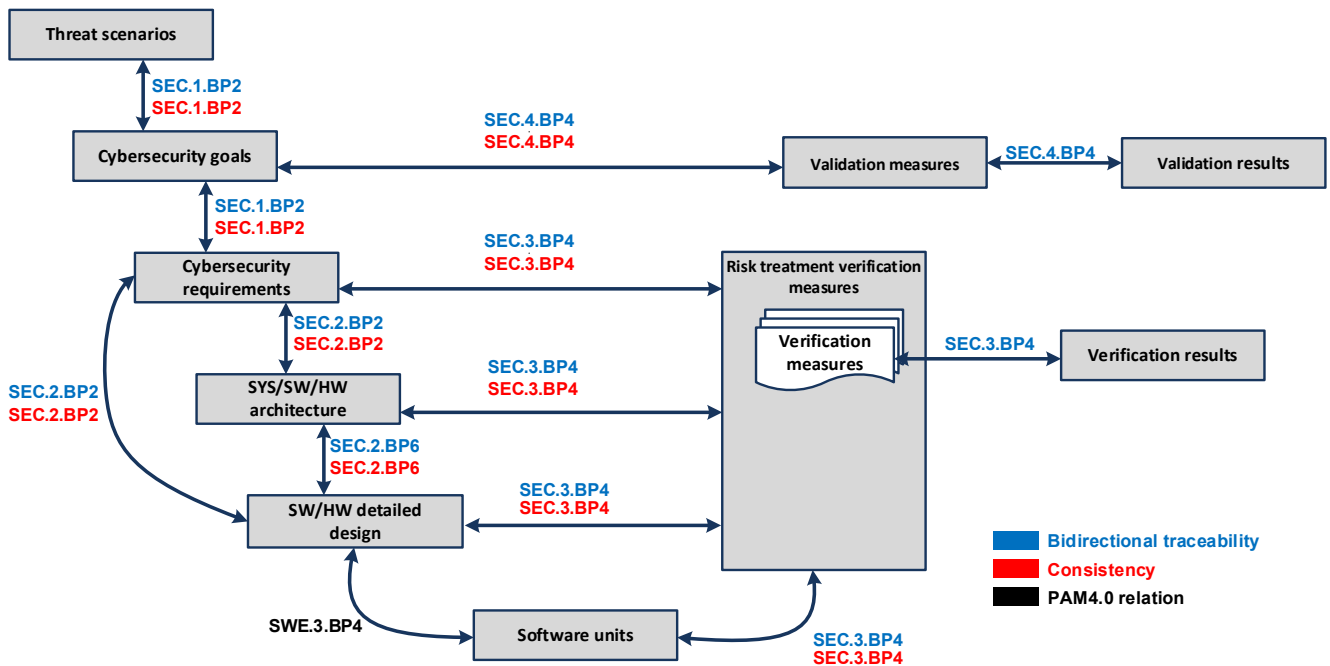 Threat scenarios
SEC.1.BP2
SEC.1.BP2
Cybersecurity goals
SEC.4.BP4
SEC.4.BP4
Validation measures
SEC.4.BP4
Validation results
SEC.1.BP2
SEC.1.BP2
Cybersecurity
requirements
SEC.3.BP4
SEC.3.BP4
Risk treatment verification
measures
Verification
measures
SEC.3.BP4
Verification results
SEC.2.BP2
SEC.2.BP2
SEC.2.BP2
SEC.2.BP2
SYS/SW/HW
architecture
SEC.3.BP4
SEC.3.BP4
SEC.2.BP6
SEC.2.BP6
SW/HW detailed
design
SEC.3.BP4
SEC.3.BP4
SWE.3.BP4
Software units
SEC.3.BP4
SEC.3.BP4
Bidirectional traceability
Consistency
PAM4.0 relation